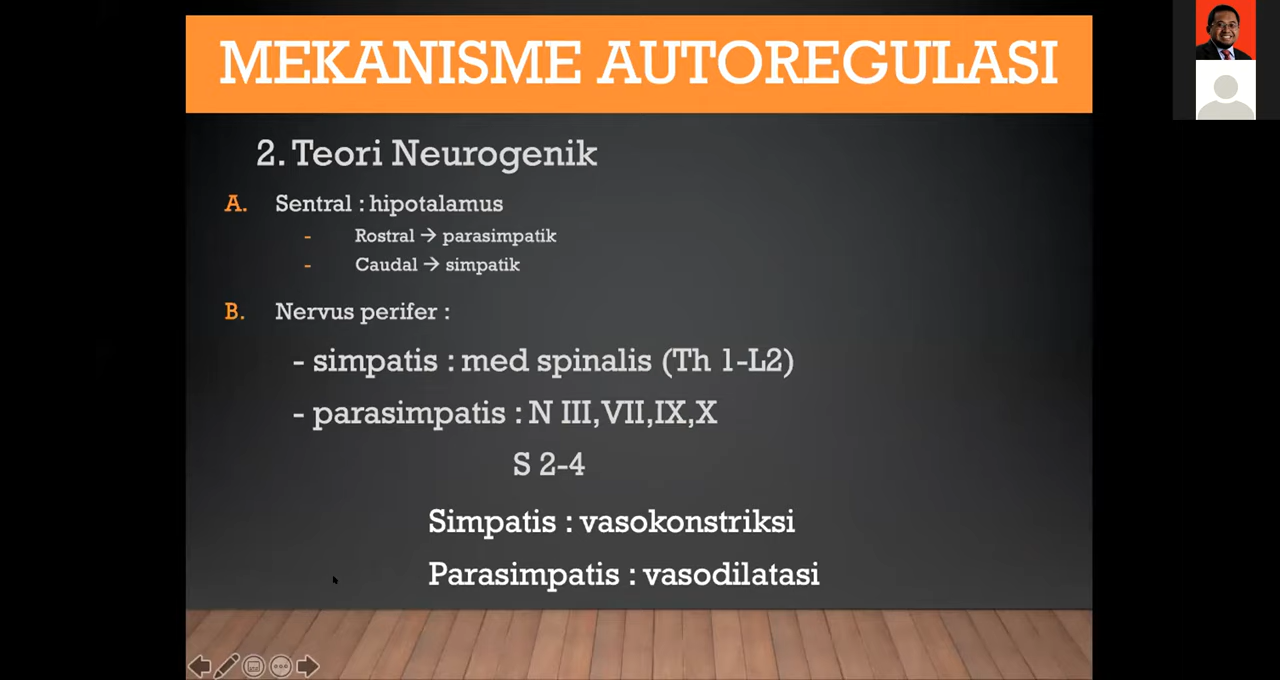 MEKANISME AUTOREGULASI
2. Teori Neurogenik
A. Sentral : hipotalamus
- Rostral → parasimpatik
- Caudal → simpatik
B. Nervus perifer :
- simpatis : med spinalis (Th 1-L2)
- parasimpatis : N III,VII,IX,X
S 2-4
Simpatis : vasokonstriksi
Parasimpatis : vasodilatasi